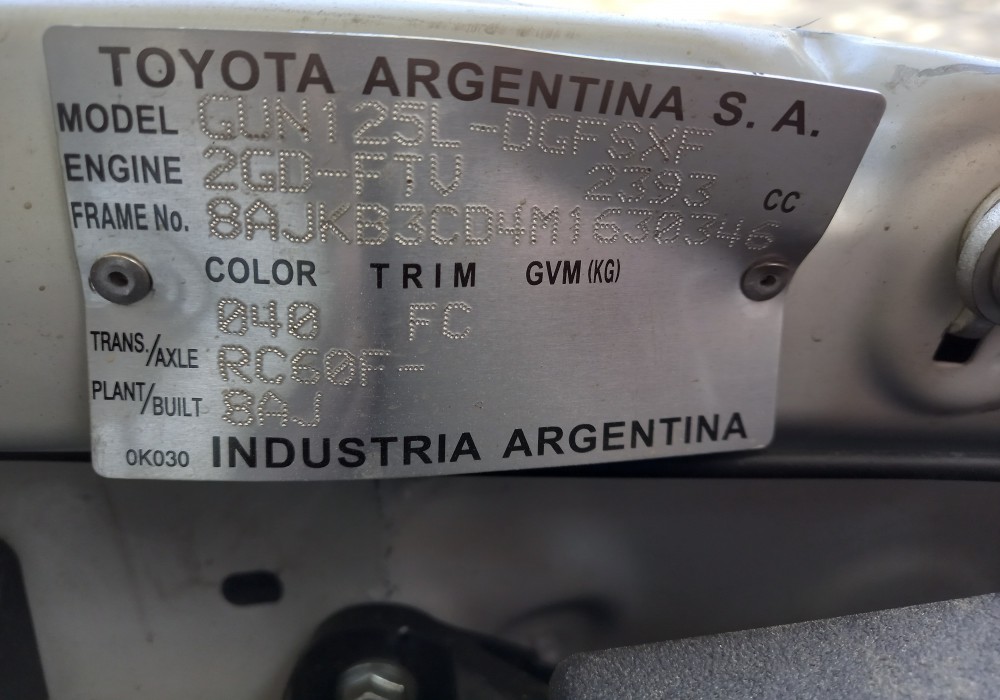 TOYOTA ARGENTINA S. A.
MODEL GUN125L-DGFSXF
ENGINE 2GD-FTV 2393 CC
FRAME No. 8AJKB3CD4M1630346
COLOR TRIM GVM (KG)
040 FC
TRANS./AXLE RC60F-
PLANT/BUILT 8AJ
0K030 INDUSTRIA ARGENTINA